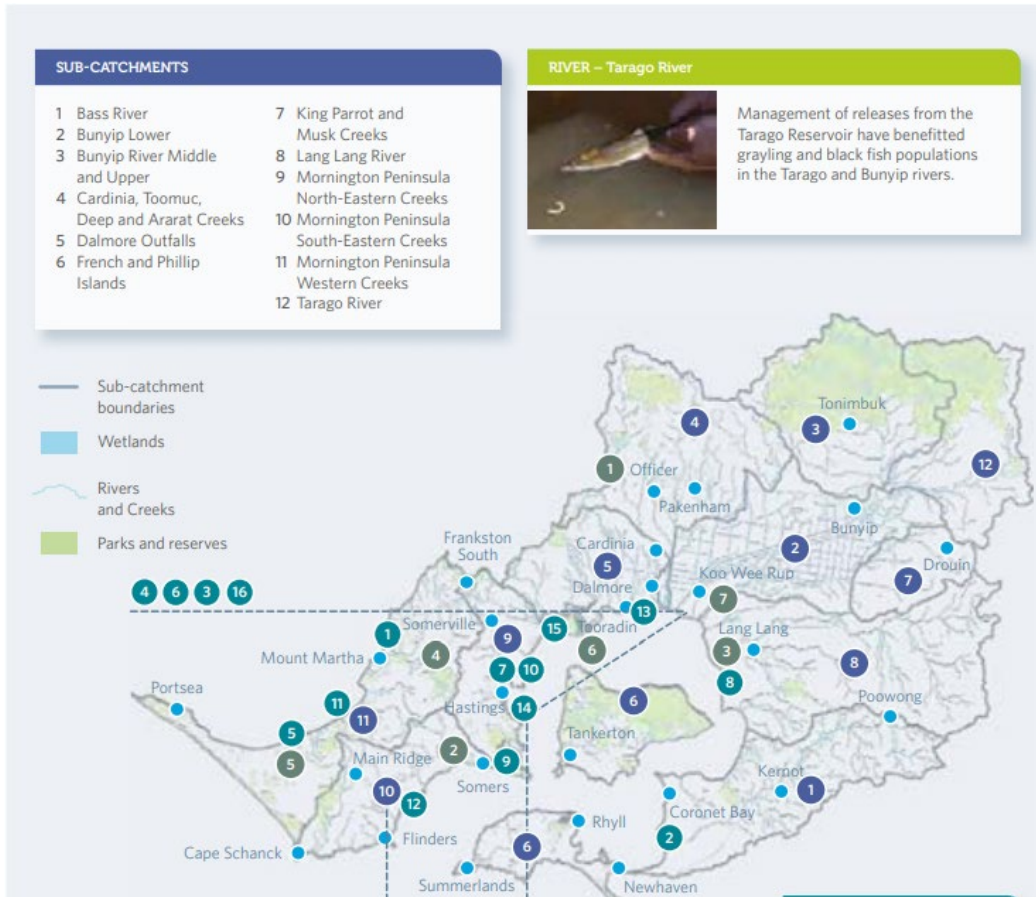 SUB-CATCHMENTS
1 Bass River
2 Bunyip Lower
3 Bunyip River Middle
and Upper
4 Cardinia, Toomuc,
Deep and Ararat Creeks
5 Dalmore Outfalls
6 French and Phillip
Islands
7 King Parrot and
Musk Creeks
8 Lang Lang River
9 Mornington Peninsula
North-Eastern Creeks
10 Mornington Peninsula
South-Eastern Creeks
11 Mornington Peninsula
Western Creeks
12 Tarago River
RIVER – Tarago River
Management of releases from the
Tarago Reservoir have benefitted
grayling and black fish populations
in the Tarago and Bunyip rivers.
Sub-catchment
boundaries
Wetlands
Rivers
and Creeks
Parks and reserves
Tonimbuk
4
3
12
1
Officer
Pakenham
Bunyip
Frankston
South
Cardinia
2
5
Drouin
7
Dalmore
Koo Wee Rup
4 6 3 16
7
13
Somerville
1
9
15
Tooradin
6
Lang Lang
3
Mount Martha
4
7 10
8
8
Portsea
Hastings
14
6
Poowong
11
11
5
5
Main Ridge
2
9
Somers
Tankerton
Kernot
1
10
12
Coronet Bay
2
Rhyll
Flinders
Cape Schanck
6
Summerlands
Newhaven